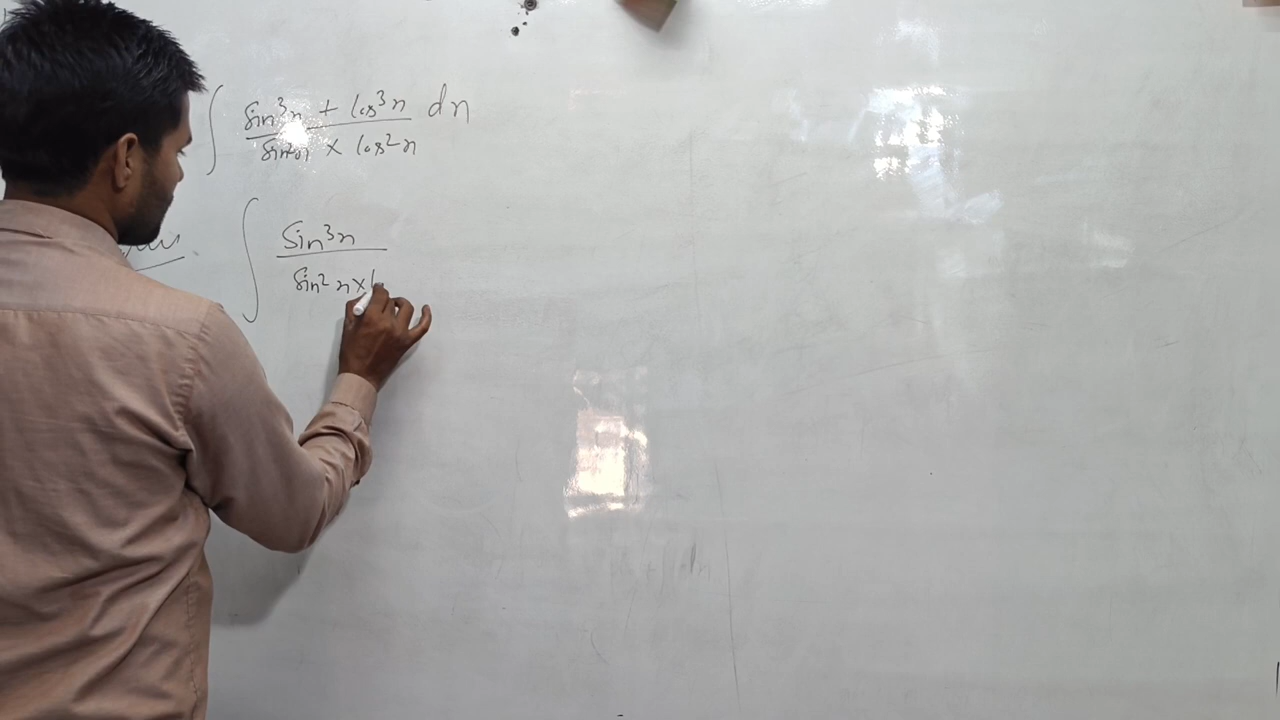 ∫ (Sin³x + Cos³x) / (Sin²x × Cos²x) dx
∫ Sin³x / (Sin²x ×